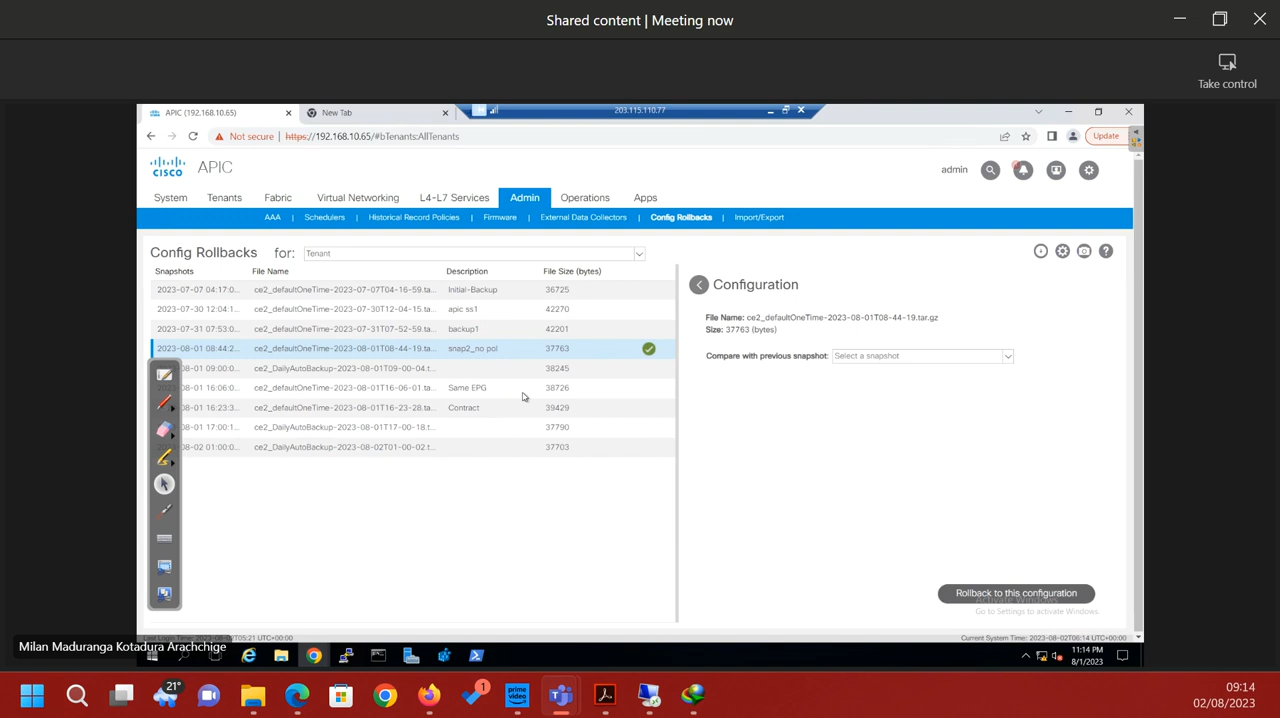 Shared content | Meeting now
Take control
APIC (192.168.10.65)
New Tab
203.115.110.77
Not secure | https://192.168.10.65/#bTenants:AllTenants
Update
cisco
APIC
admin
System Tenants Fabric Virtual Networking L4-L7 Services Admin Operations Apps
AAA | Schedulers | Historical Record Policies | Firmware | External Data Collectors | Config Rollbacks | Import/Export
Config Rollbacks for: Tenant
Snapshots File Name Description File Size (bytes)
2023-07-07 04:17:0... ce2_defaultOneTime-2023-07-07T04-16-59.ta... Initial-Backup 36725
2023-07-30 12:04:1... ce2_defaultOneTime-2023-07-30T12-04-15.ta... apic ss1 42270
2023-07-31 07:53:0... ce2_defaultOneTime-2023-07-31T07-52-59.ta... backup1 42201
2023-08-01 08:44:2... ce2_defaultOneTime-2023-08-01T08-44-19.ta... snap2_no pol 37763
08-01 09:00:0... ce2_DailyAutoBackup-2023-08-01T09-00-04.t... 38245
08-01 16:06:0... ce2_defaultOneTime-2023-08-01T16-06-01.ta... Same EPG 38726
08-01 16:23:3... ce2_defaultOneTime-2023-08-01T16-23-28.ta... Contract 39429
08-01 17:00:1... ce2_DailyAutoBackup-2023-08-01T17-00-18.t... 37790
08-02 01:00:0... ce2_DailyAutoBackup-2023-08-02T01-00-02.t... 37703
Configuration
File Name: ce2_defaultOneTime-2023-08-01T08-44-19.tar.gz
Size: 37763 (bytes)
Compare with previous snapshot: Select a snapshot
Rollback to this configuration
Activate Windows
Go to Settings to activate Windows.
Current System Time: 2023-08-02T06:14 UTC+00:00
Milan Maduranga Kotadura Arachchige
11:14 PM
8/1/2023
21°
prime video
1
09:14
02/08/2023